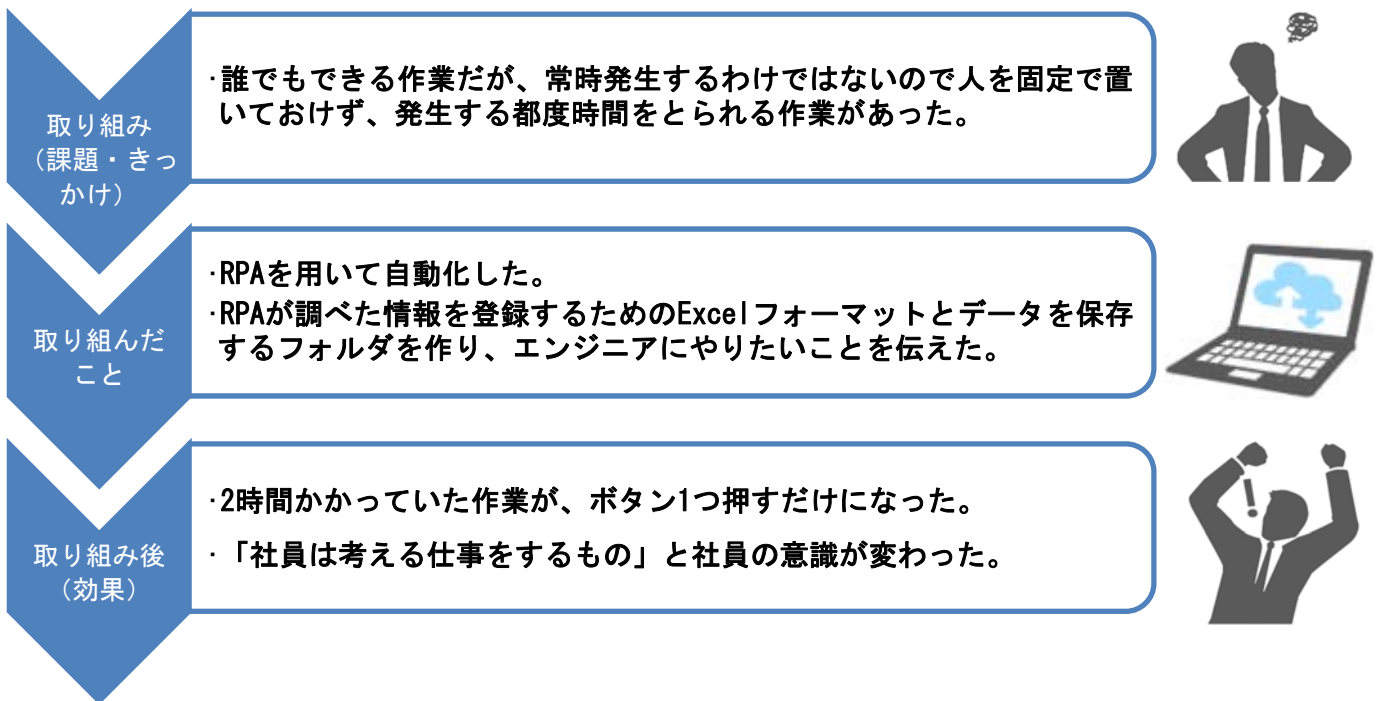 取り組み
（課題・きっ
かけ）
·誰でもできる作業だが、常時発生するわけではないので人を固定で置
いておけず、発生する都度時間をとられる作業があった。
取り組んだ
こと
·RPAを用いて自動化した。
·RPAが調べた情報を登録するためのExcelフォーマットとデータを保存
するフォルダを作り、エンジニアにやりたいことを伝えた。
取り組み後
（効果）
·2時間かかっていた作業が、ボタン1つ押すだけになった。
·「社員は考える仕事をするもの」と社員の意識が変わった。